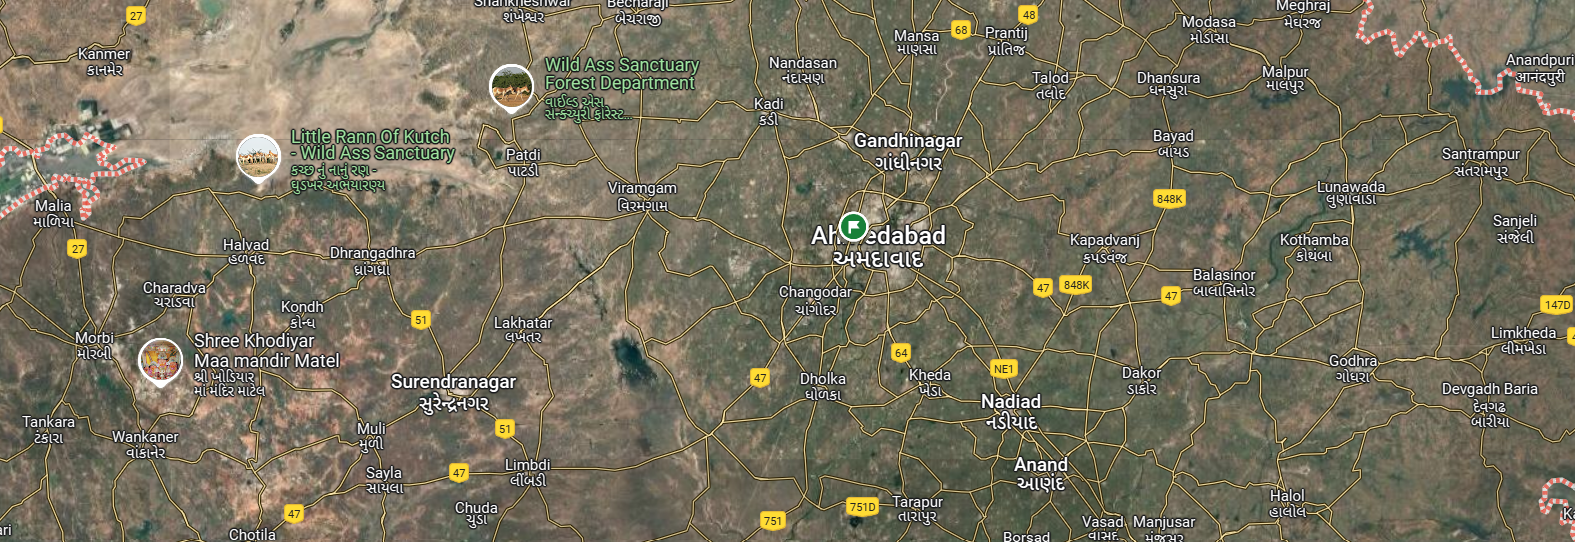 Shankheshwar
શંખેશ્વર
Becharaji
બેચરાજી
27
Kanmer
કાનમેર
Wild Ass Sanctuary
Forest Department
વાઈલ્ડ એસ
સેન્ક્ચ્યુરી ફોરેસ્ટ...
Nandasan
નંદાસણ
Mansa
માણસા
68
48
Prantij
પ્રાંતિજ
Modasa
મોડાસા
Meghraj
મેઘરજ
Anandpuri
आनंदपुरी
Talod
તલોદ
Dhansura
ધનસુરા
Malpur
માલપુર
Kadi
કડી
Little Rann Of Kutch
- Wild Ass Sanctuary
કચ્છ નું નાનું રણ -
ઘુડખર અભયારણ્ય
Patdi
પાટડી
Gandhinagar
ગાંધીનગર
Bayad
બાયડ
Santrampur
સંતરામપુર
Malia
માળિયા
Viramgam
વિરમગામ
848K
Lunawada
લુણાવાડા
Sanjeli
સંજેલી
27
Halvad
હળવદ
Dhrangadhra
ધ્રાંગધ્રા
Ahmedabad
અમદાવાદ
Kapadvanj
કપડવંજ
Kothamba
કોથંબા
Balasinor
બાલાસિનોર
Charadva
ચરાડવા
Kondh
કોન્ધ
51
Lakhatar
લખતર
Changodar
ચાંગોદર
47
848K
47
147D
Morbi
મોરબી
Shree Khodiyar
Maa mandir Matel
શ્રી ખોડિયાર
માં મંદિર માટેલ
64
Limkheda
લીમખેડા
Surendranagar
સુરેન્દ્રનગર
47
Dholka
ધોળકા
Kheda
ખેડા
NE1
Dakor
ડાકોર
Godhra
ગોધરા
Devgadh Baria
દેવગઢ
બારીયા
Nadiad
નડીયાદ
Tankara
ટંકારા
Wankaner
વાંકાનેર
Muli
મુળી
51
Sayla
સાયલા
47
Limbdi
લીંબડી
Anand
આણંદ
Chuda
ચુડા
47
Chotila
751
751D
Tarapur
તારાપુર
Halol
હાલોલ
Borsad
Vasad
વાસદ
Manjusar
મંજુસર